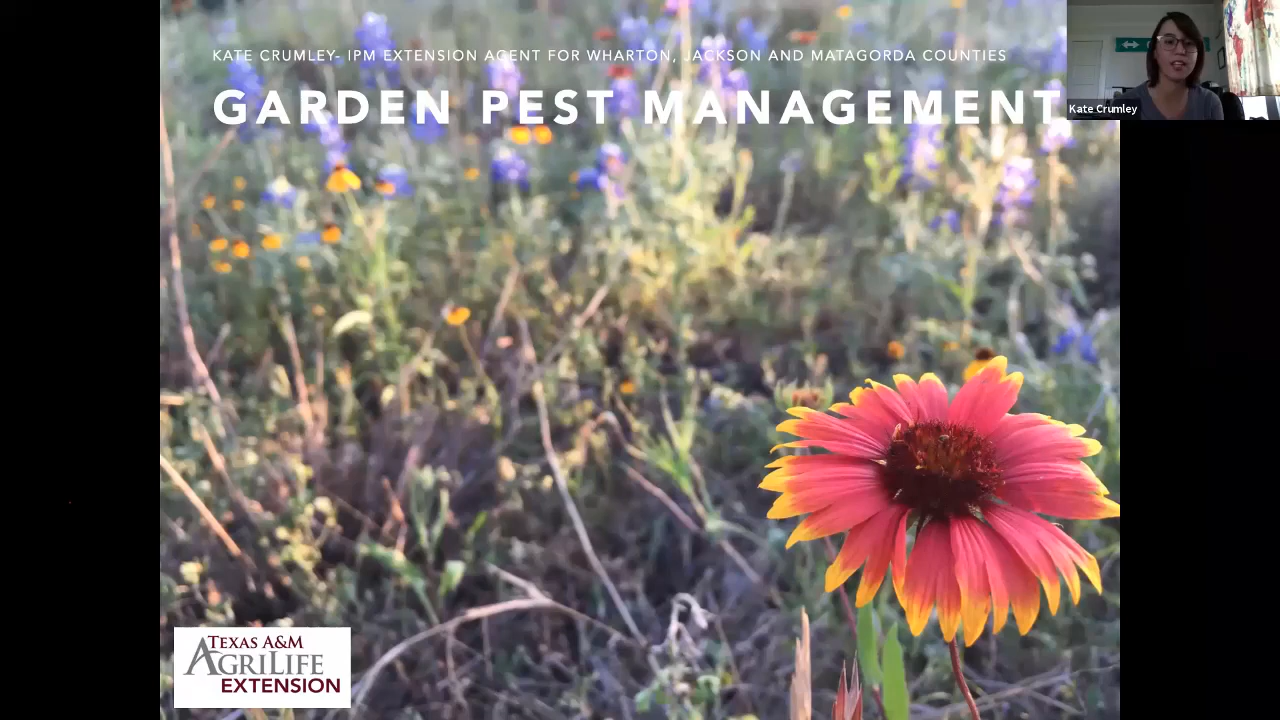 KATE CRUMLEY- IPM EXTENSION AGENT FOR WHARTON, JACKSON AND MATAGORDA COUNTIES
GARDEN PEST MANAGEMENT
Kate Crumley
TEXAS A&M
AGRILIFE
EXTENSION